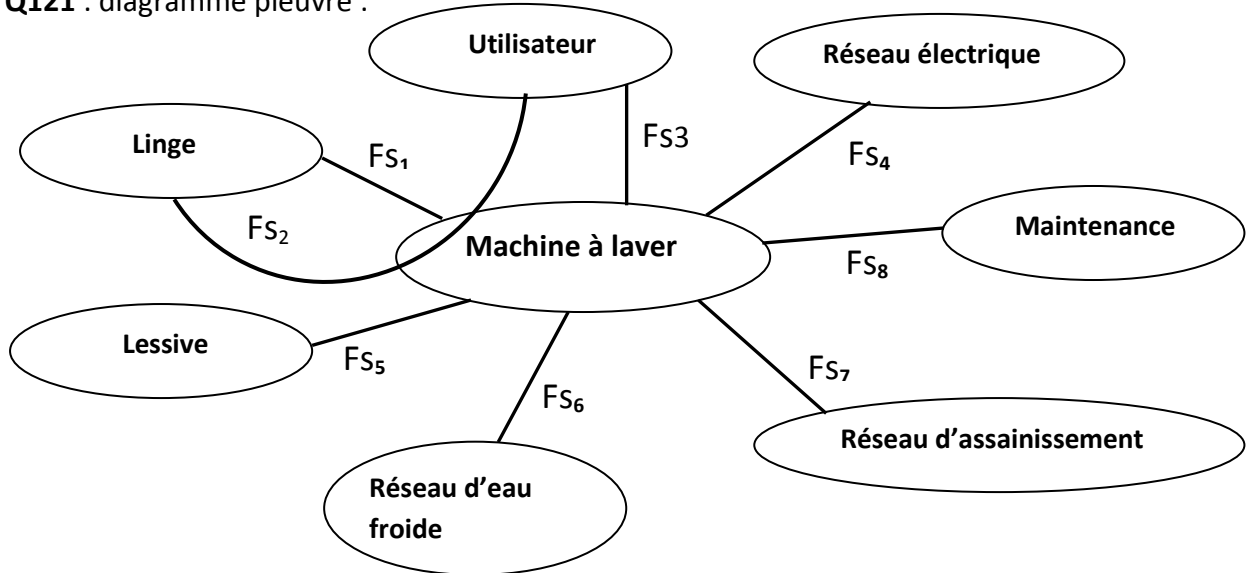 Q121 : diagramme pieuvre :
Utilisateur
Réseau électrique
Linge
Fs₁
Fs3
Fs₄
Fs₂
Machine à laver
Maintenance
Fs₈
Lessive
Fs₅
Fs₆
Fs₇
Réseau d’assainissement
Réseau d’eau
froide